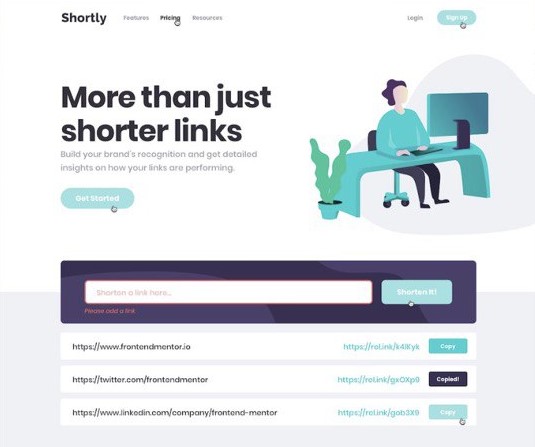 Shortly
Features Pricing Resources
Login Sign Up
More than just
shorter links
Build your brand's recognition and get detailed
insights on how your links are performing.
Get Started
Shorten a link here...
Shorten It!
Please add a link
https://www.frontendmentor.io
https://rel.ink/k4lKyk
Copy
https://twitter.com/frontendmentor
https://rel.ink/gxOXp9
Copied!
https://www.linkedin.com/company/frontend-mentor
https://rel.ink/gob3X9
Copy